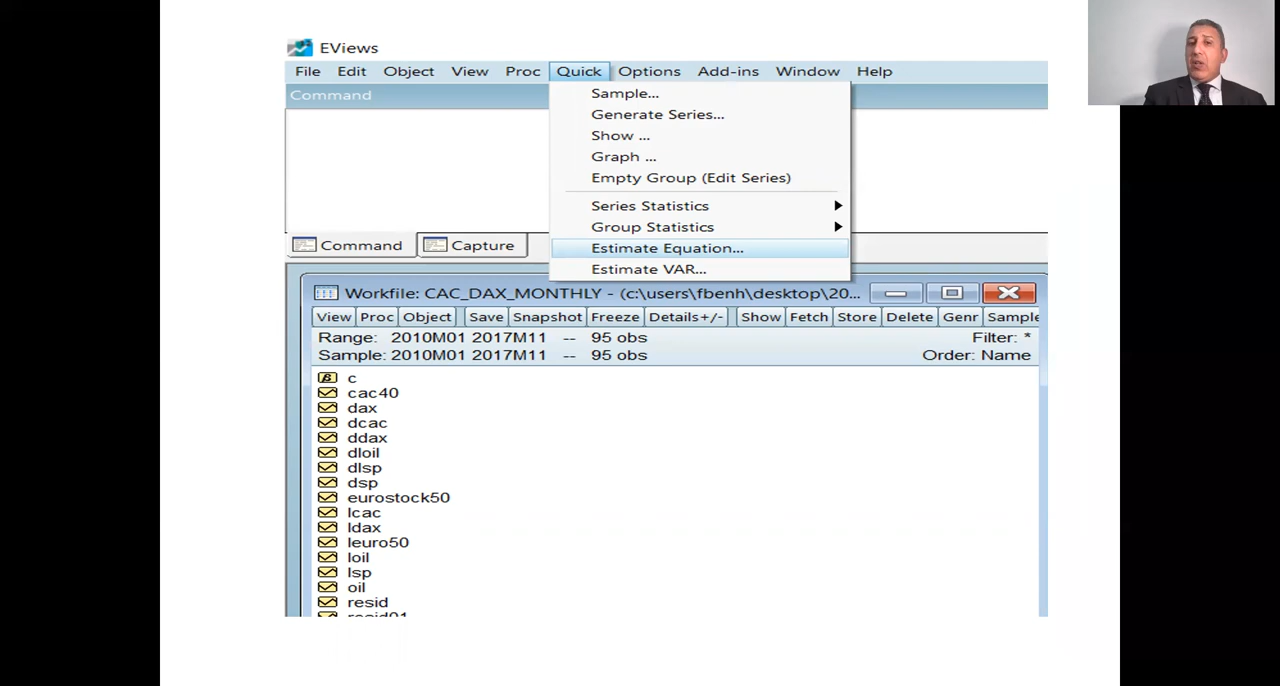 EViews
File Edit Object View Proc Quick Options Add-ins Window Help
Command
Sample...
Generate Series...
Show ...
Graph ...
Empty Group (Edit Series)
Series Statistics
Group Statistics
Estimate Equation...
Estimate VAR...
Command Capture
Workfile: CAC_DAX_MONTHLY - (c:\users\fbenh\desktop\20...
View Proc Object Save Snapshot Freeze Details+/- Show Fetch Store Delete Genr Sample
Range: 2010M01 2017M11 -- 95 obs Filter: *
Sample: 2010M01 2017M11 -- 95 obs Order: Name
c
cac40
dax
dcac
ddax
dloil
dlsp
dsp
eurostock50
lcac
ldax
leuro50
loil
lsp
oil
resid
resid01